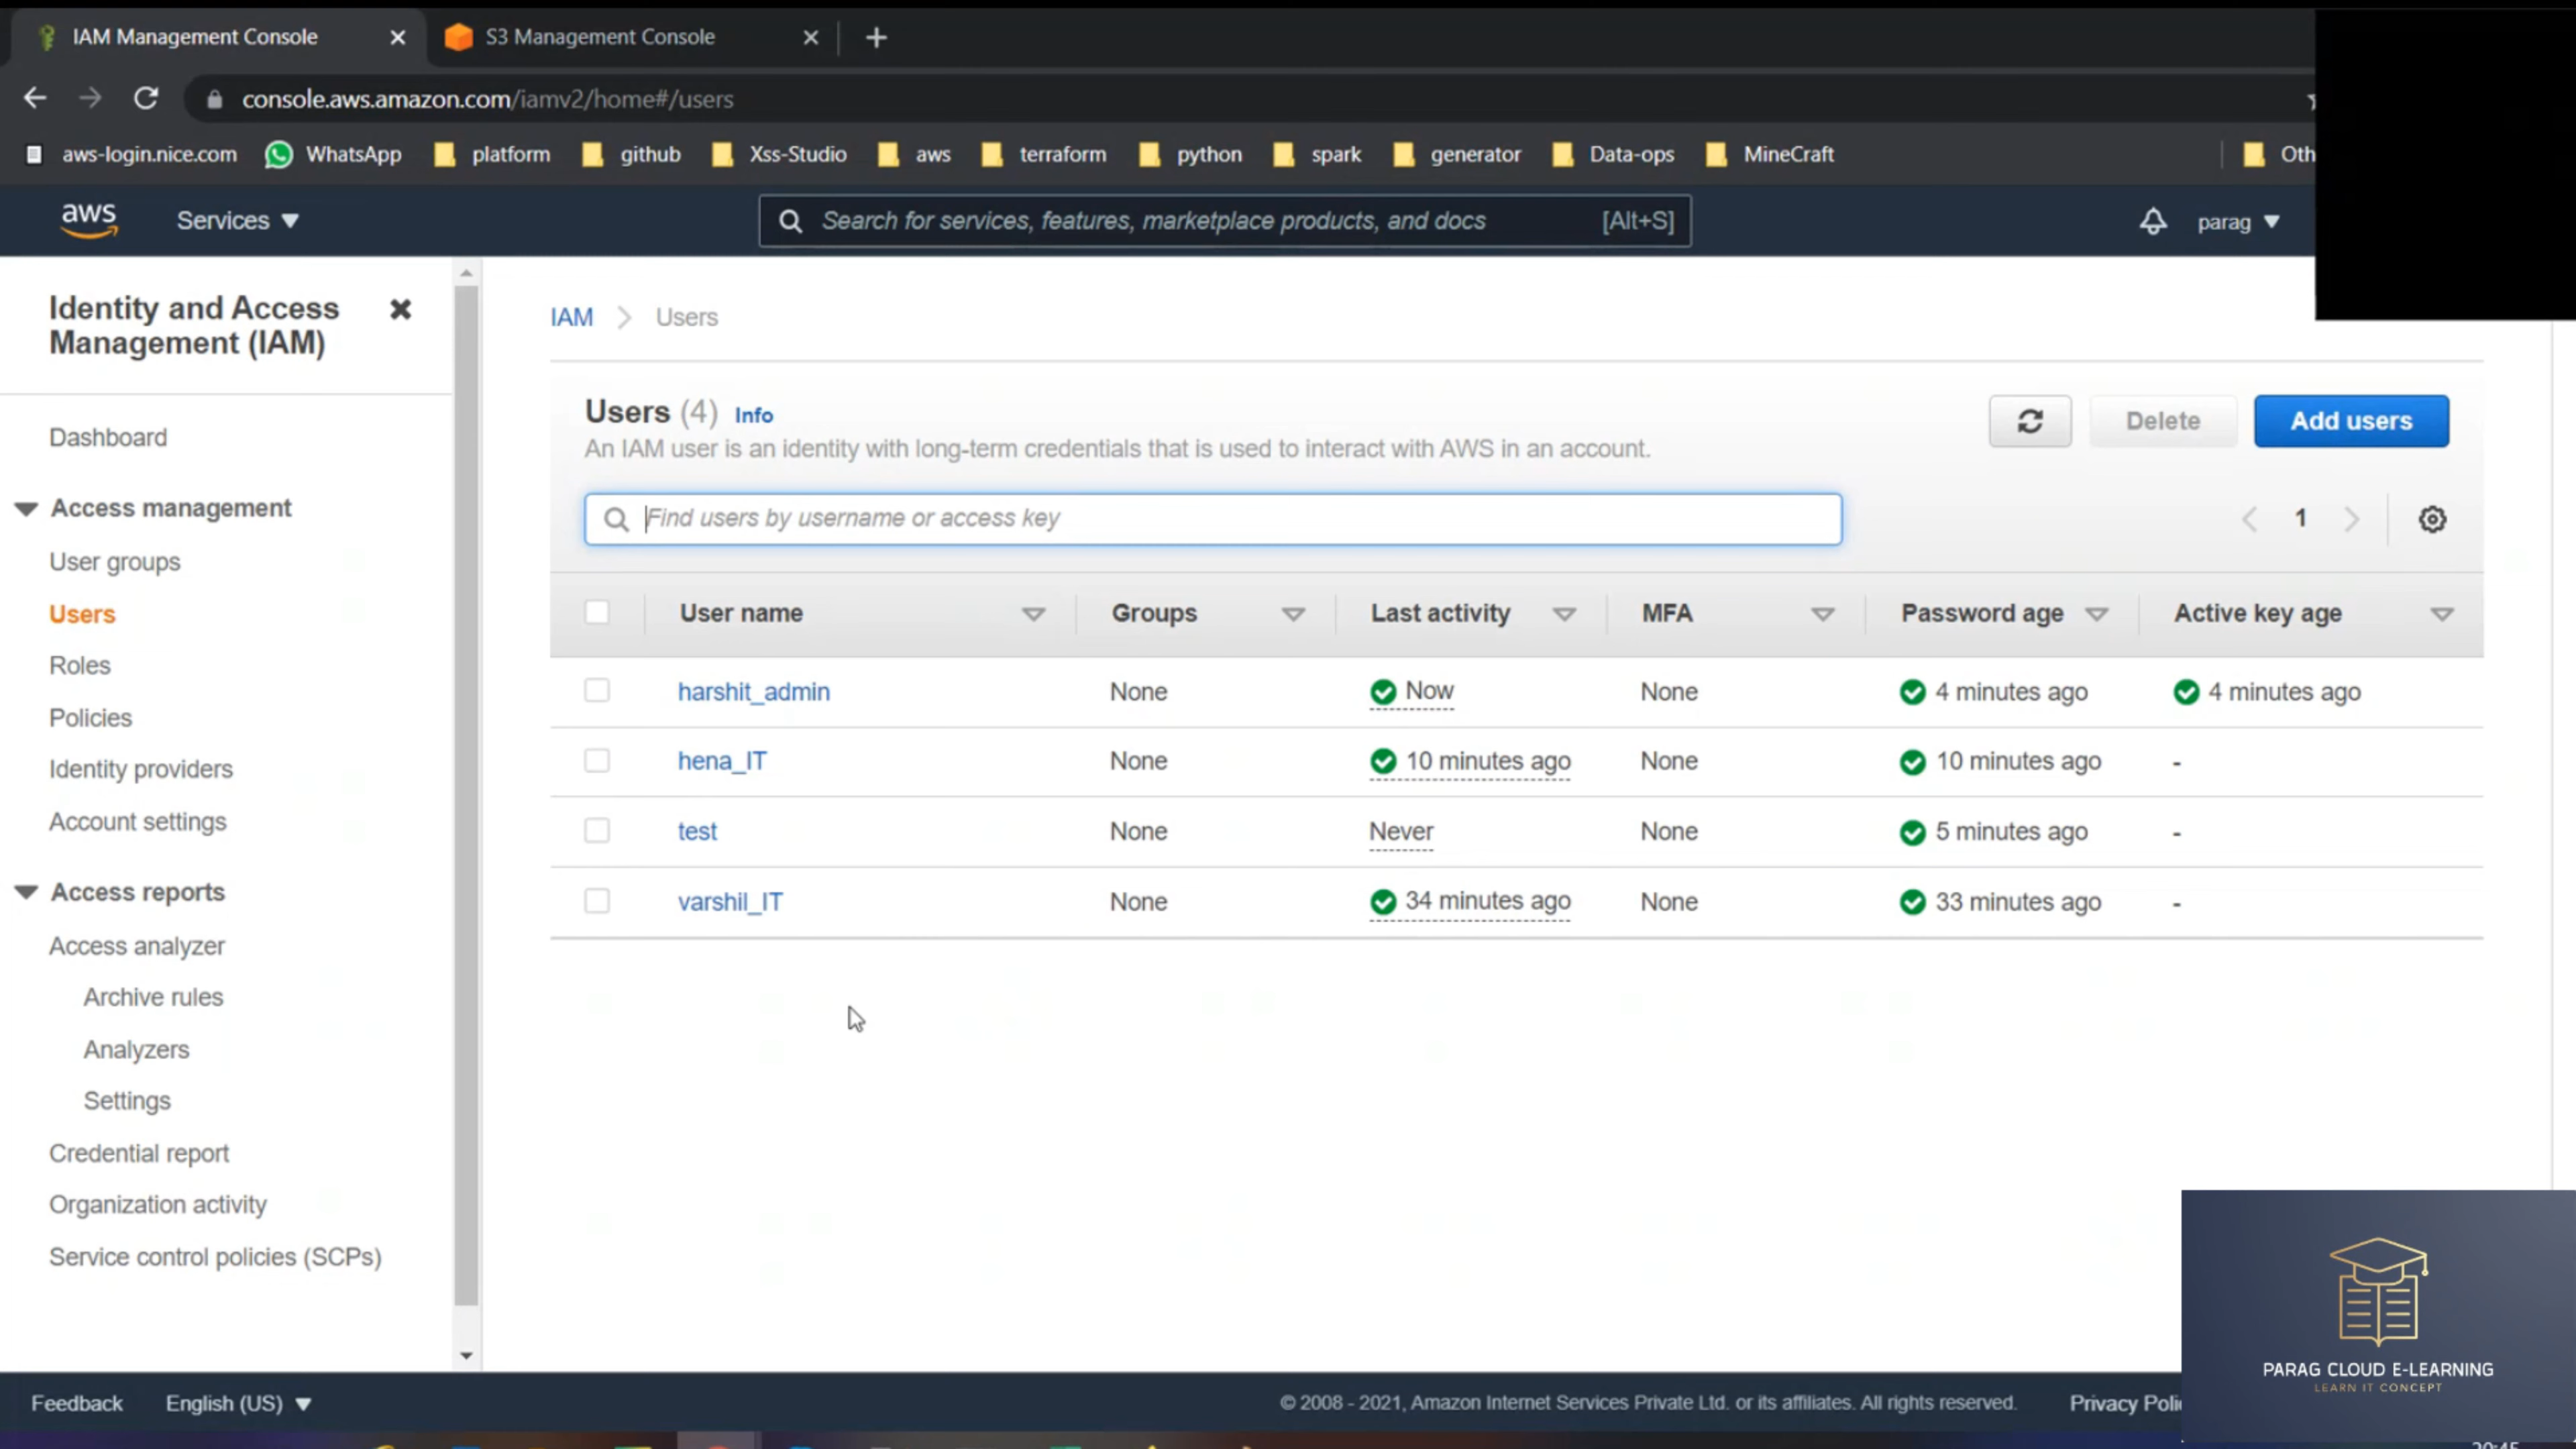 IAM Management Console
S3 Management Console
console.aws.amazon.com/iamv2/home#/users
aws-login.nice.com WhatsApp platform github Xss-Studio aws terraform python spark generator Data-ops MineCraft
aws Services Search for services, features, marketplace products, and docs [Alt+S] parag
Identity and Access
Management (IAM)
Dashboard
Access management
User groups
Users
Roles
Policies
Identity providers
Account settings
Access reports
Access analyzer
Archive rules
Analyzers
Settings
Credential report
Organization activity
Service control policies (SCPs)
IAM Users
Users (4) Info
An IAM user is an identity with long-term credentials that is used to interact with AWS in an account.
Delete Add users
Find users by username or access key
1
User name Groups Last activity MFA Password age Active key age
harshit_admin None Now None 4 minutes ago 4 minutes ago
hena_IT None 10 minutes ago None 10 minutes ago -
test None Never None 5 minutes ago -
varshil_IT None 34 minutes ago None 33 minutes ago -
PARAG CLOUD E-LEARNING
LEARN IT CONCEPT
Feedback English (US) © 2008 - 2021, Amazon Internet Services Private Ltd. or its affiliates. All rights reserved. Privacy